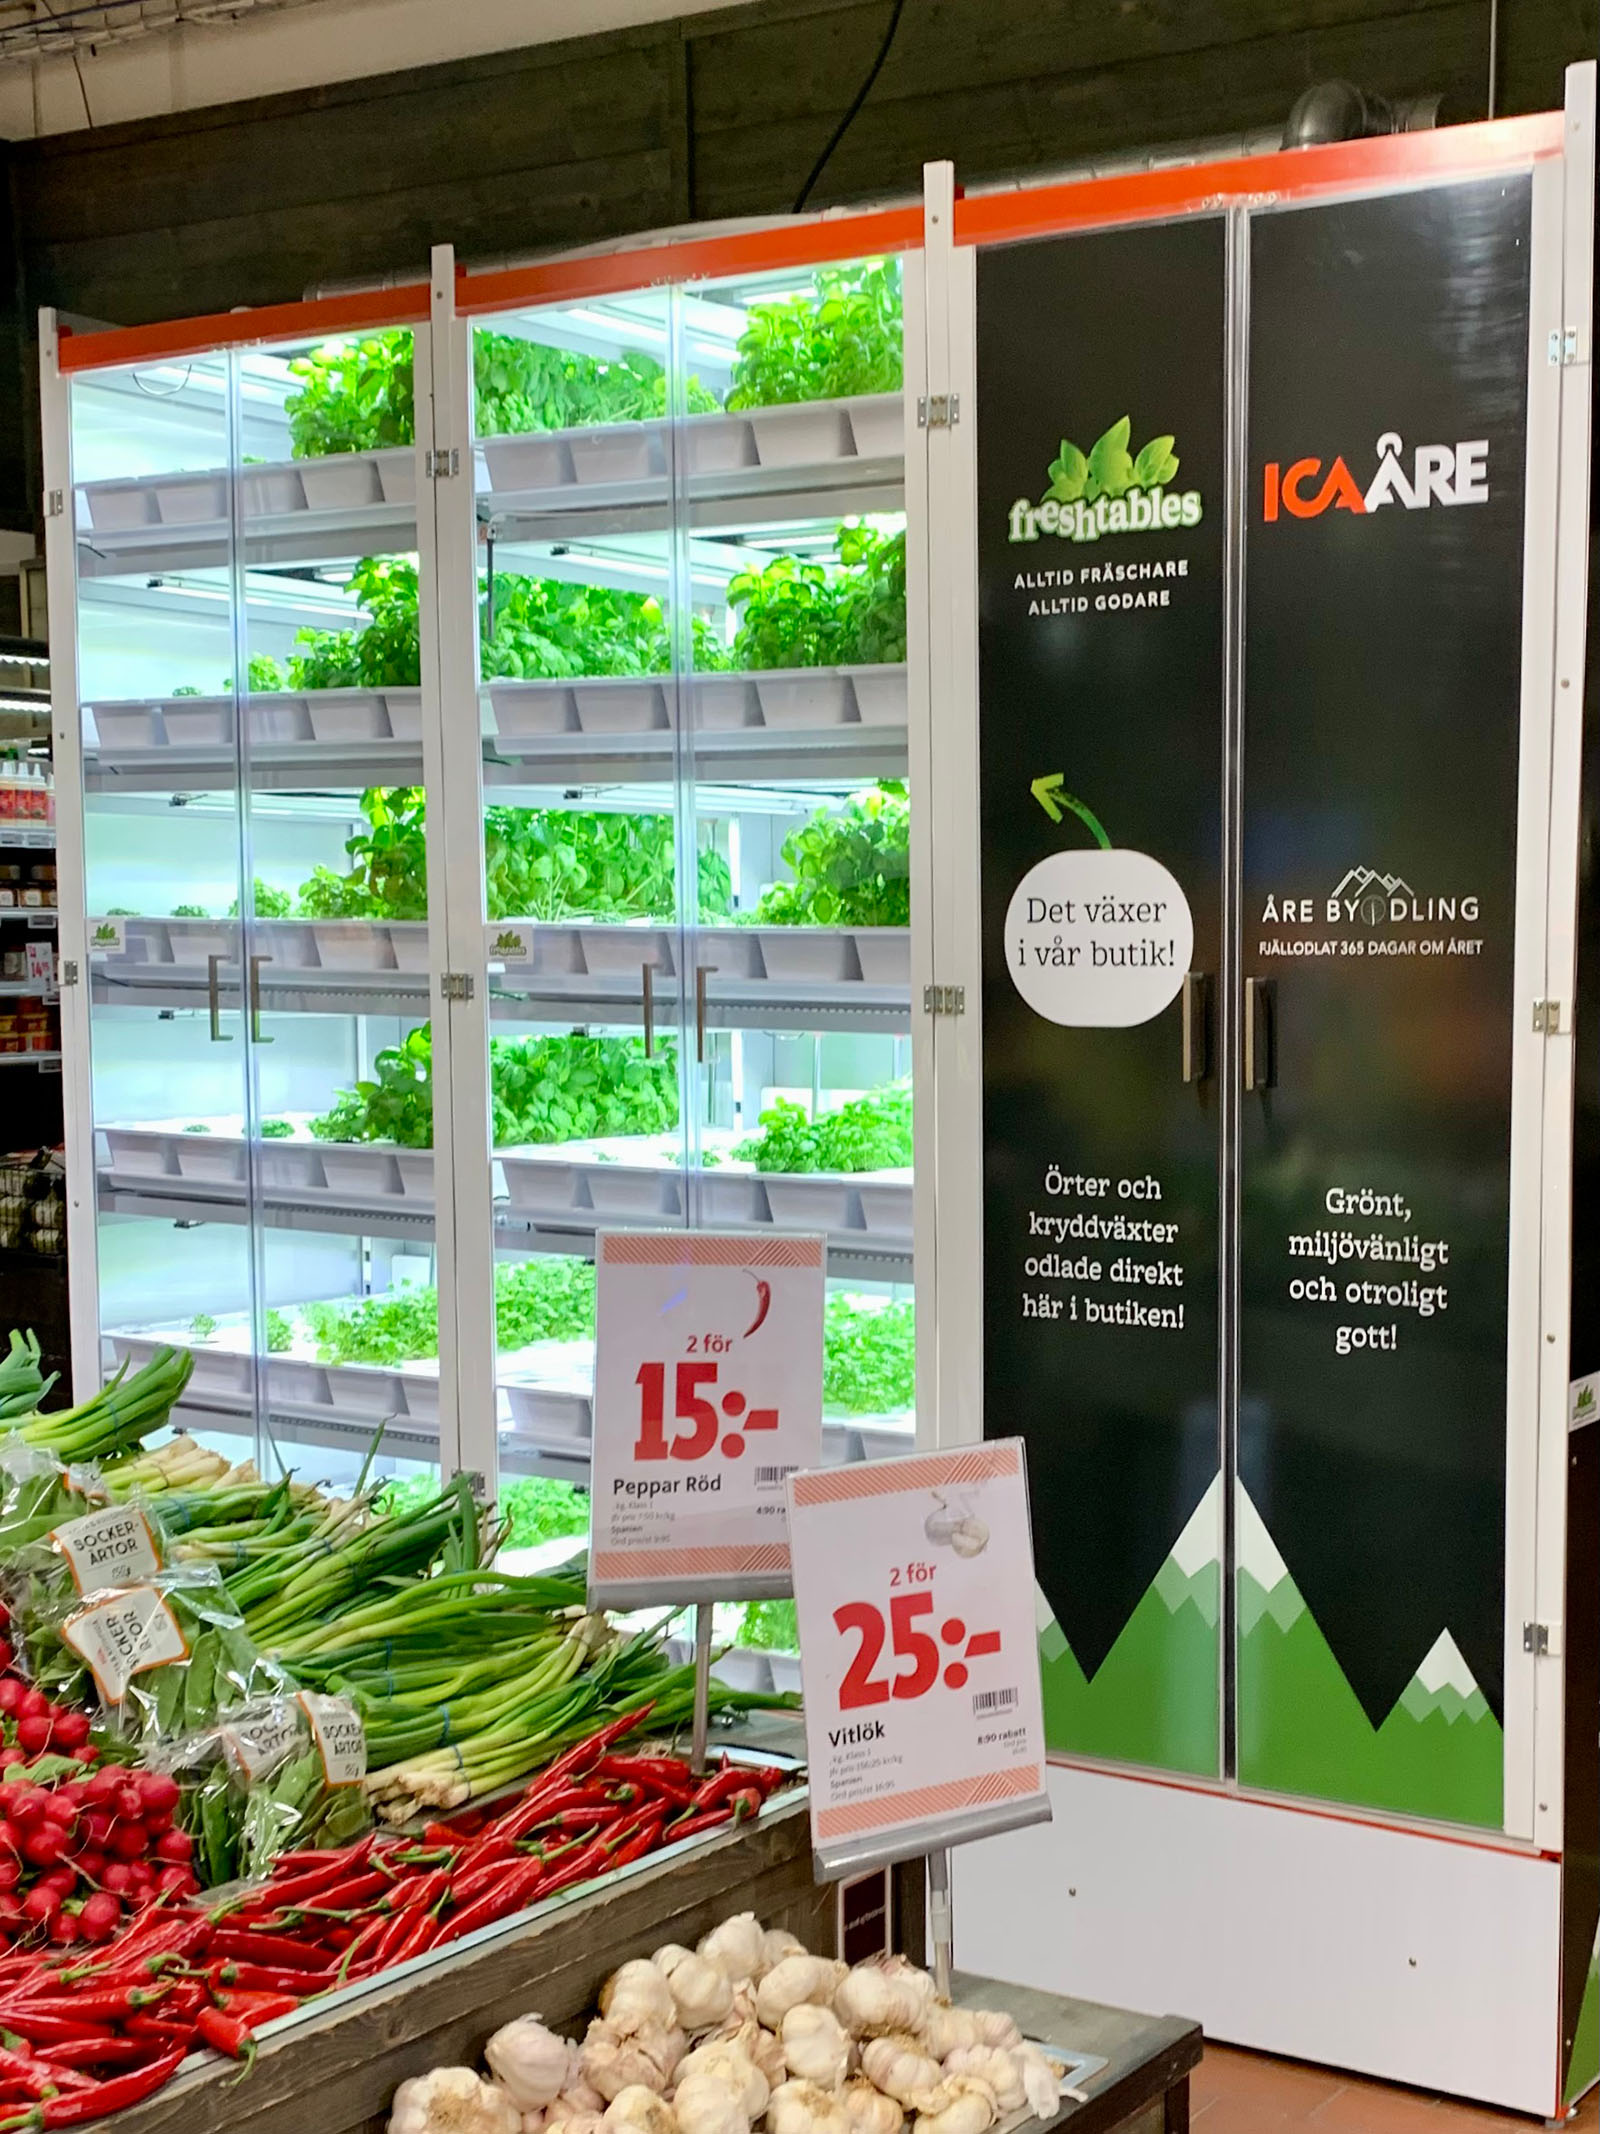 freshtables
ALLTID FRÄSCHARE
ALLTID GODARE
ICA ÅRE
Det växer
i vår butik!
ÅRE BYODLING
FJÄLLODLAT 365 DAGAR OM ÅRET
Örter och
kryddväxter
odlade direkt
här i butiken!
Grönt,
miljövänligt
och otroligt
gott!
2 för
15:-
Peppar Röd
Spanien
2 för
25:-
Vitlök
8:90 rabatt
Spanien
SOCKER-
ÄRTOR